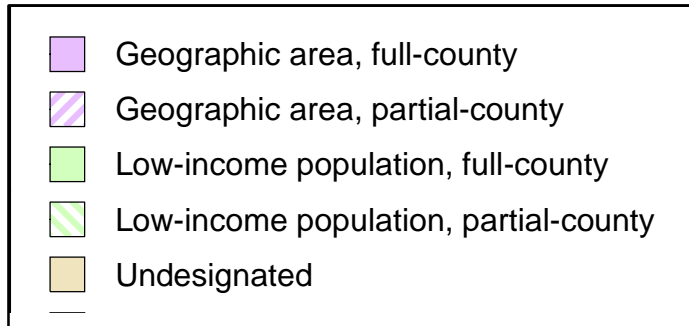 Geographic area, full-county
Geographic area, partial-county
Low-income population, full-county
Low-income population, partial-county
Undesignated